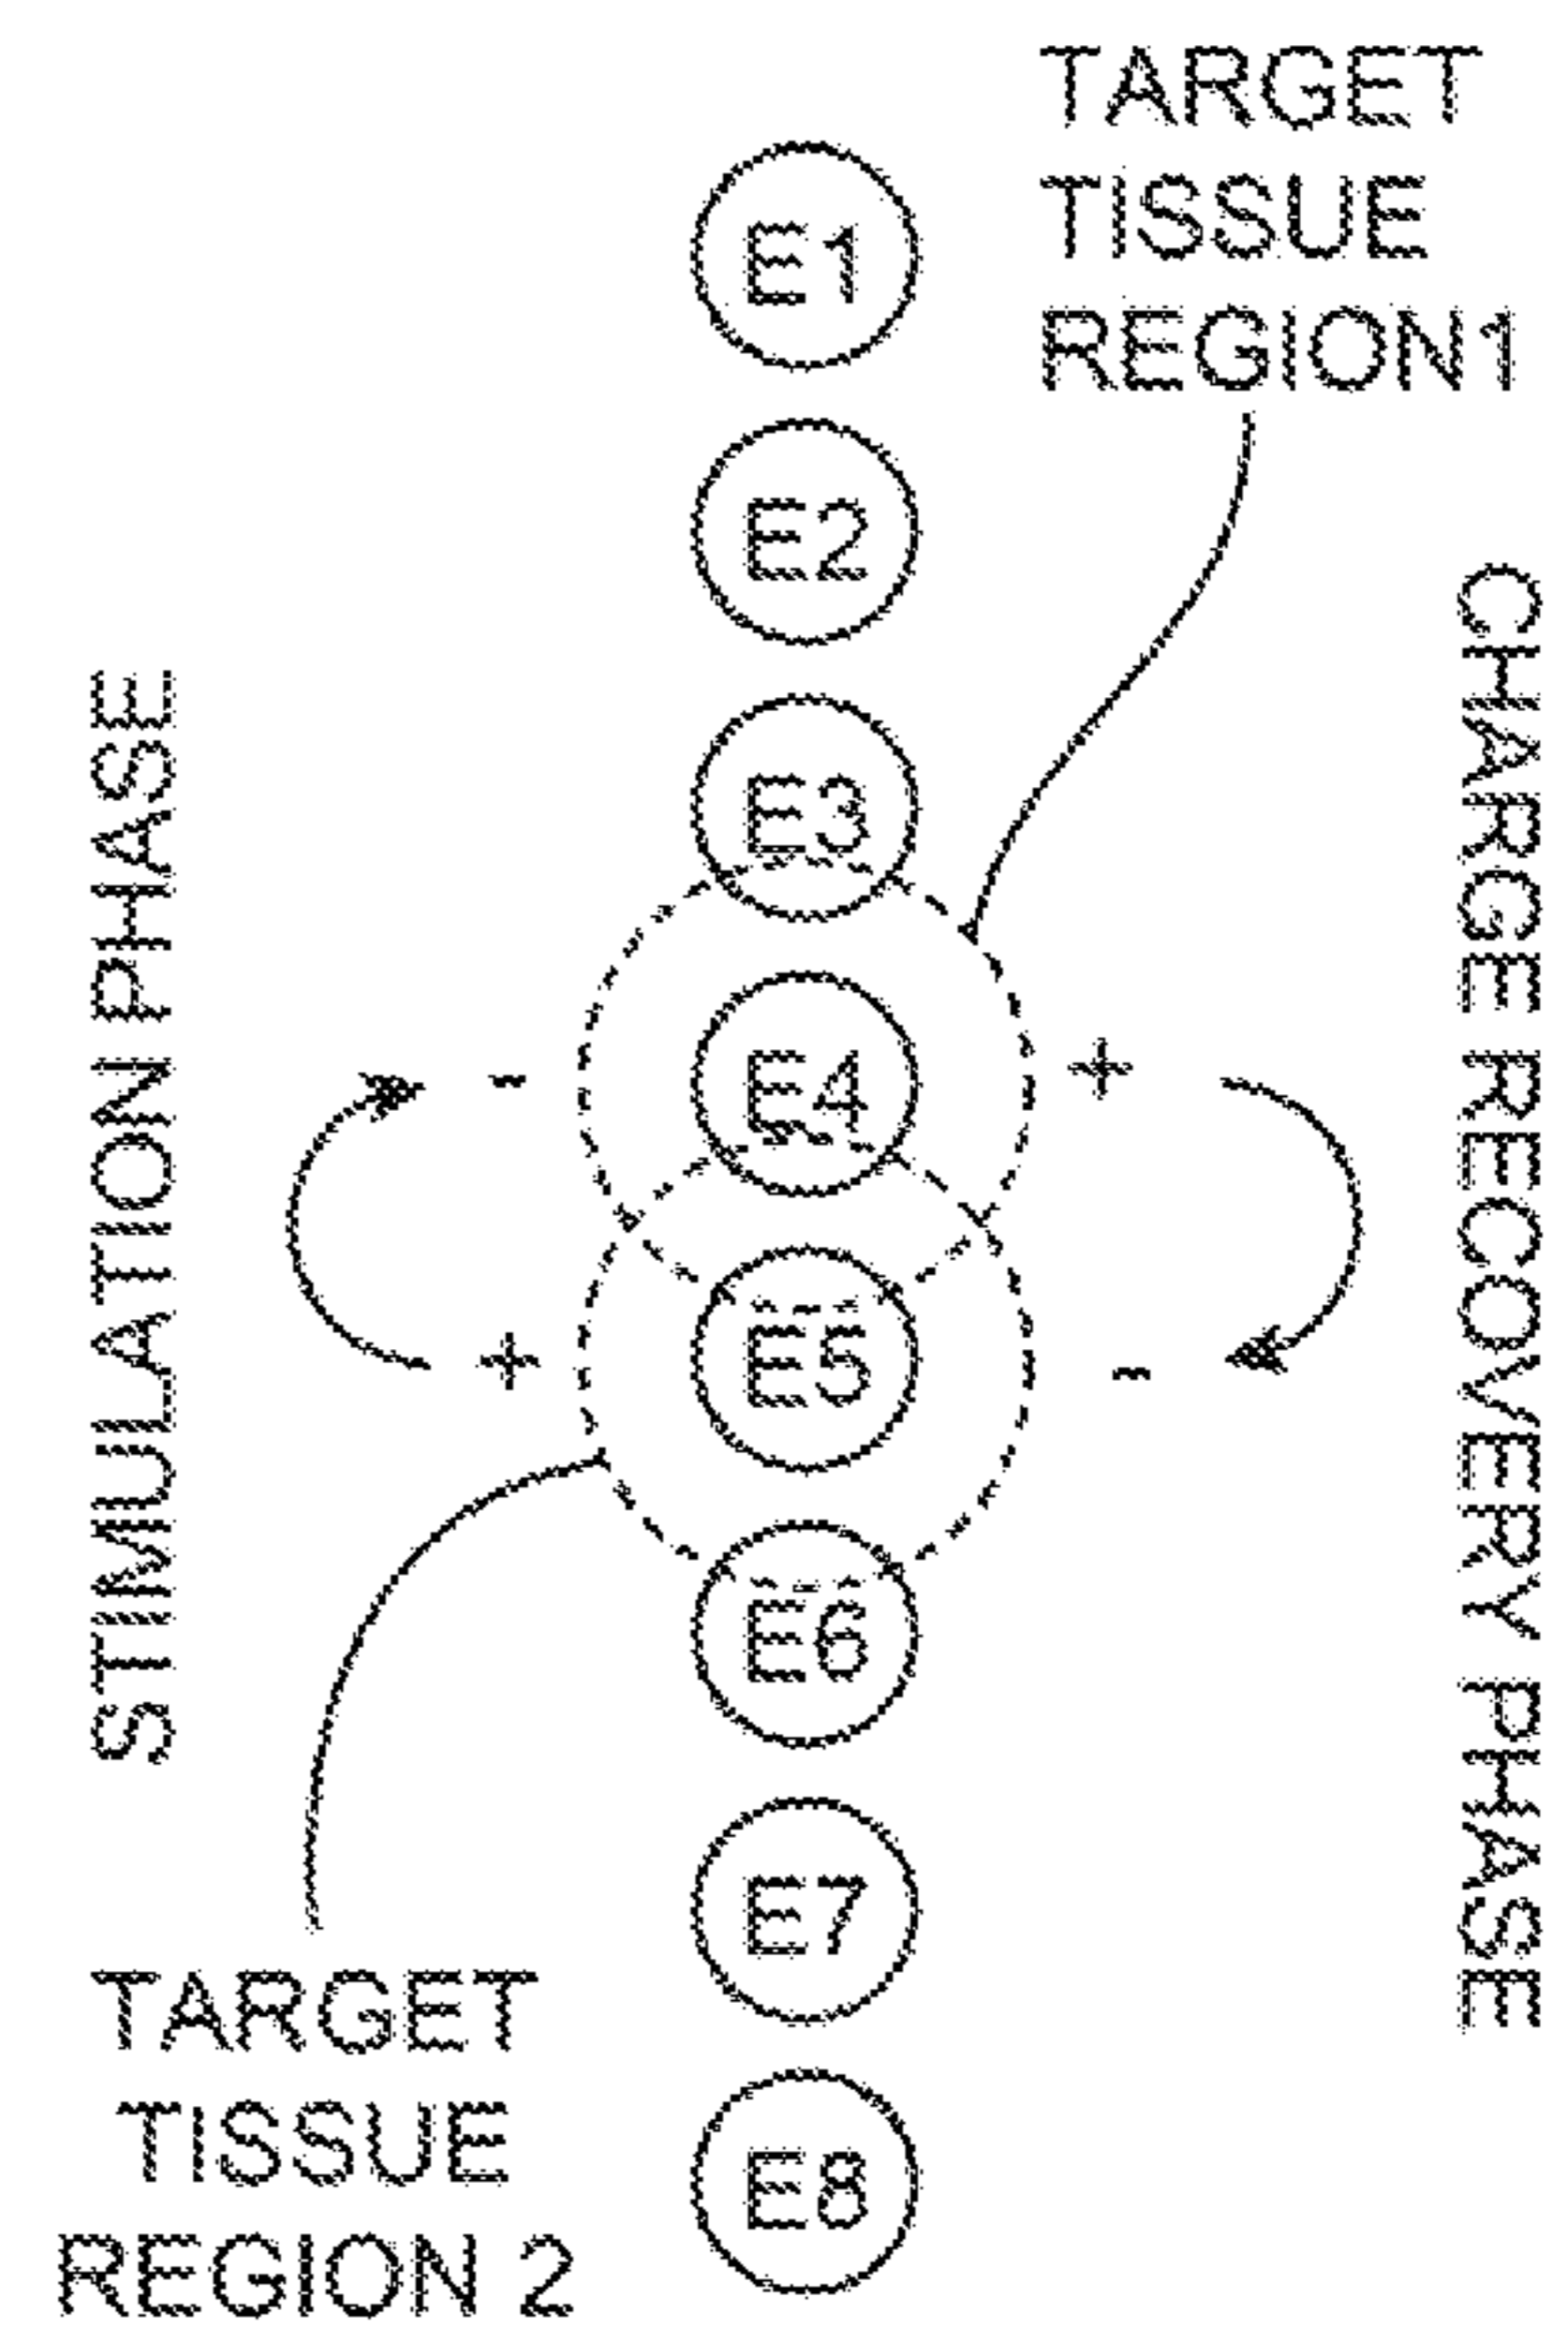 TARGET
TISSUE
REGION1
E1
E2
E3
E4
E5
E6
E7
E8
STIMULATION PHASE
CHARGE RECOVERY PHASE
-
+
+
-
TARGET
TISSUE
REGION 2